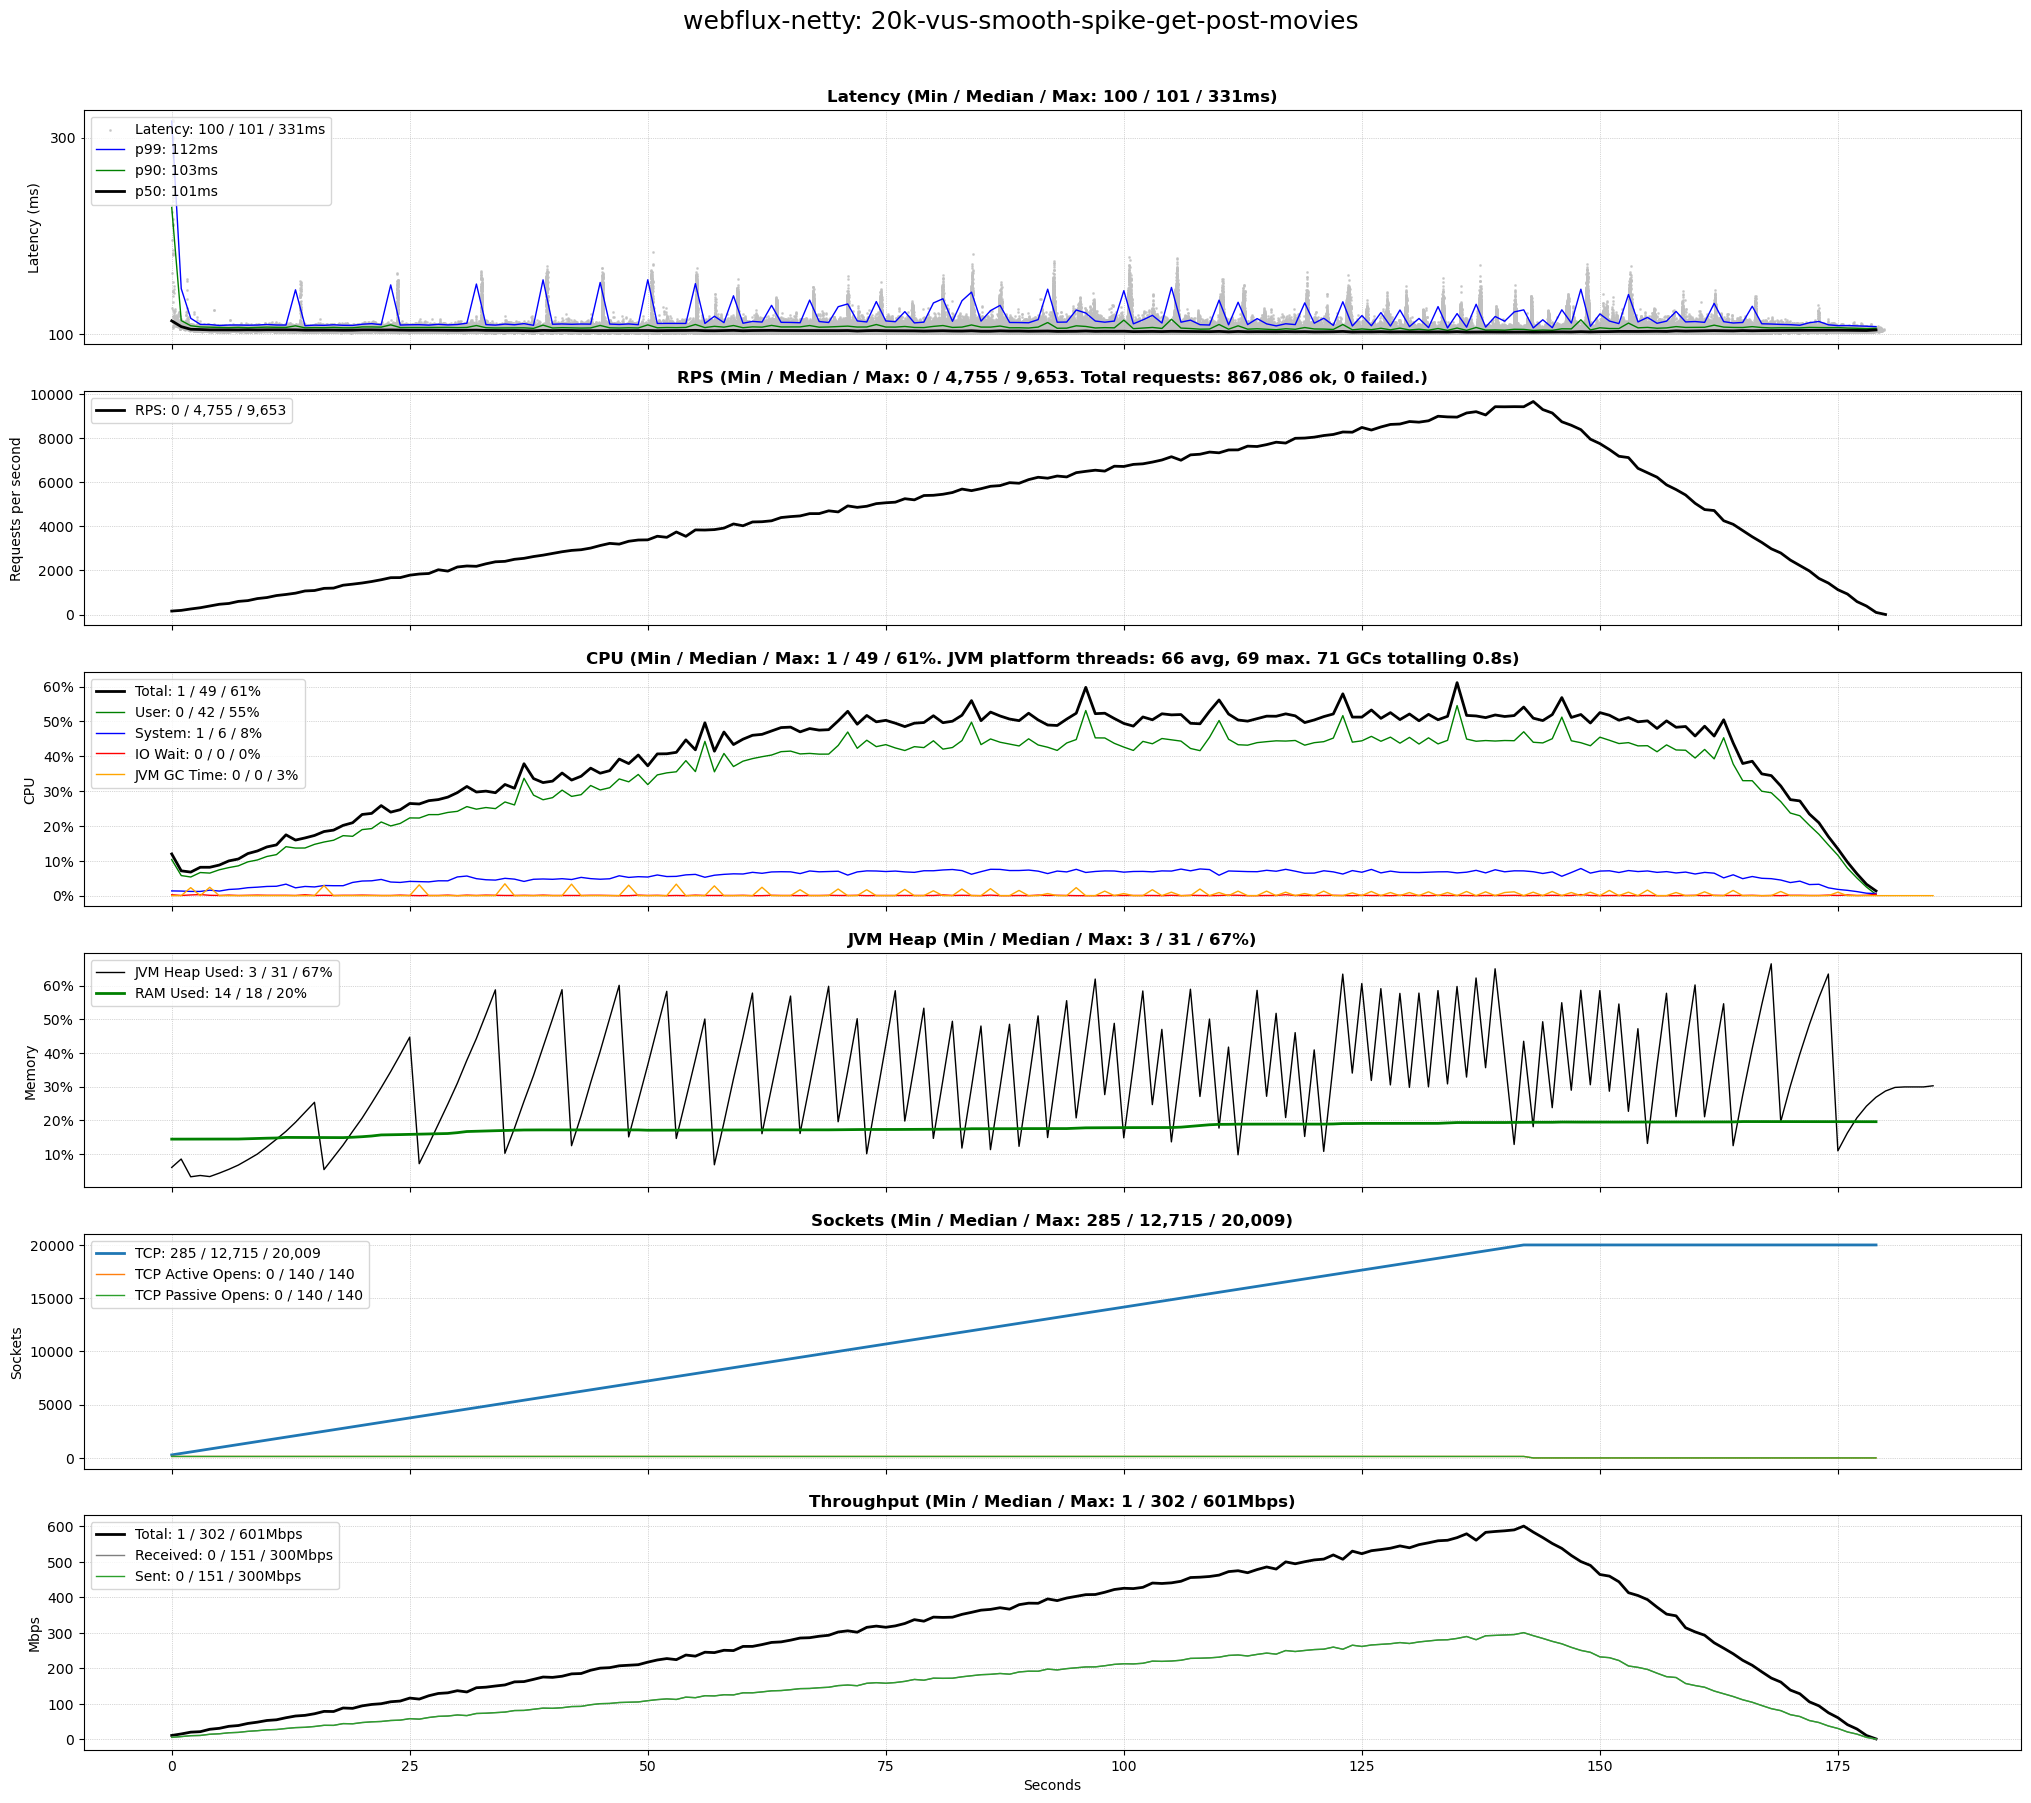 webflux-netty: 20k-vus-smooth-spike-get-post-movies
Latency (Min / Median / Max: 100 / 101 / 331ms)
Latency: 100 / 101 / 331ms
p99: 112ms
p90: 103ms
p50: 101ms
Latency (ms)
300
100
RPS (Min / Median / Max: 0 / 4,755 / 9,653. Total requests: 867,086 ok, 0 failed.)
RPS: 0 / 4,755 / 9,653
Requests per second
10000
8000
6000
4000
2000
0
CPU (Min / Median / Max: 1 / 49 / 61%. JVM platform threads: 66 avg, 69 max. 71 GCs totalling 0.8s)
Total: 1 / 49 / 61%
User: 0 / 42 / 55%
System: 1 / 6 / 8%
IO Wait: 0 / 0 / 0%
JVM GC Time: 0 / 0 / 3%
CPU
60%
50%
40%
30%
20%
10%
0%
JVM Heap (Min / Median / Max: 3 / 31 / 67%)
JVM Heap Used: 3 / 31 / 67%
RAM Used: 14 / 18 / 20%
Memory
60%
50%
40%
30%
20%
10%
Sockets (Min / Median / Max: 285 / 12,715 / 20,009)
TCP: 285 / 12,715 / 20,009
TCP Active Opens: 0 / 140 / 140
TCP Passive Opens: 0 / 140 / 140
Sockets
20000
15000
10000
5000
0
Throughput (Min / Median / Max: 1 / 302 / 601Mbps)
Total: 1 / 302 / 601Mbps
Received: 0 / 151 / 300Mbps
Sent: 0 / 151 / 300Mbps
Mbps
600
500
400
300
200
100
0
0 25 50 75 100 125 150 175
Seconds